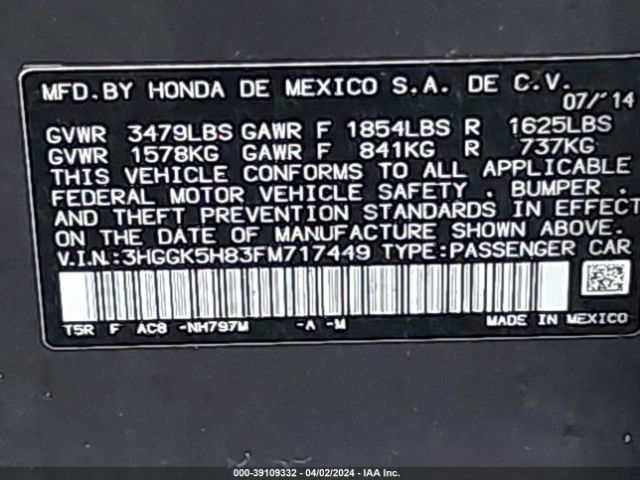 MFD.BY HONDA DE MEXICO S.A. DE C.V.
07/'14
GVWR 3479LBS GAWR F 1854LBS R 1625LBS
GVWR 1578KG GAWR F 841KG R 737KG
THIS VEHICLE CONFORMS TO ALL APPLICABLE
FEDERAL MOTOR VEHICLE SAFETY . BUMPER .
AND THEFT PREVENTION STANDARDS IN EFFECT
ON THE DATE OF MANUFACTURE SHOWN ABOVE.
V.I.N.:3HGGK5H83FM717449 TYPE:PASSENGER CAR
T5R F AC8 -NH797M -A -M MADE IN MEXICO
000-39109332 - 04/02/2024 - IAA Inc.